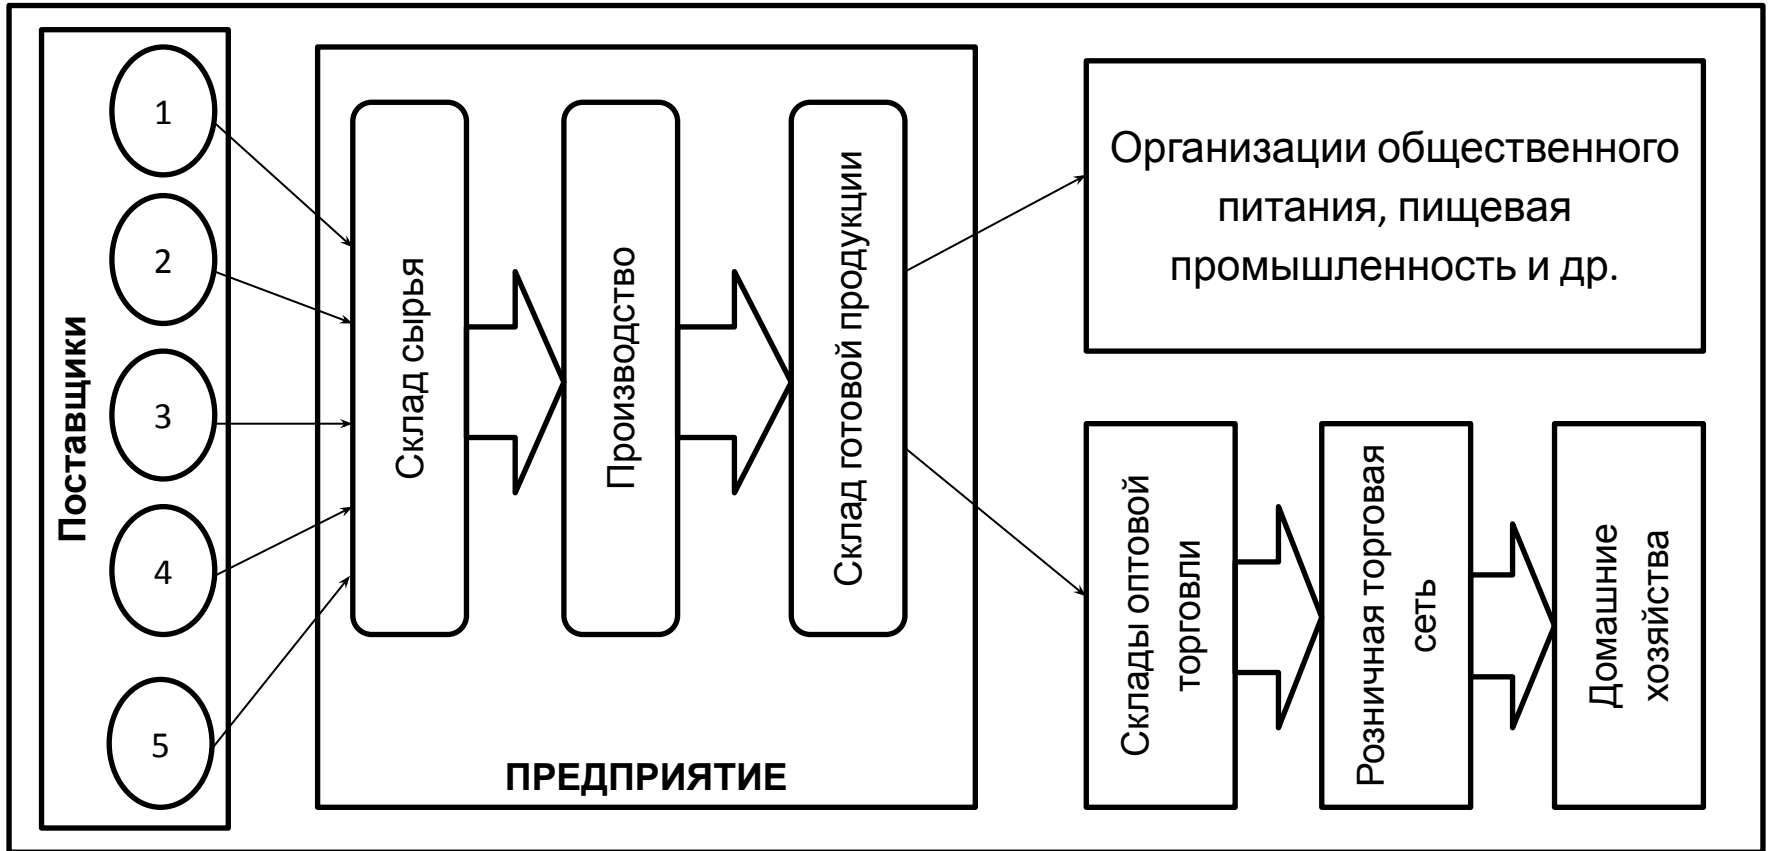 Поставщики
1
2
3
4
5
Склад сырья
Производство
Склад готовой продукции
ПРЕДПРИЯТИЕ
Организации общественного
питания, пищевая
промышленность и др.
Склады оптовой
торговли
Розничная торговая
сеть
Домашние
хозяйства